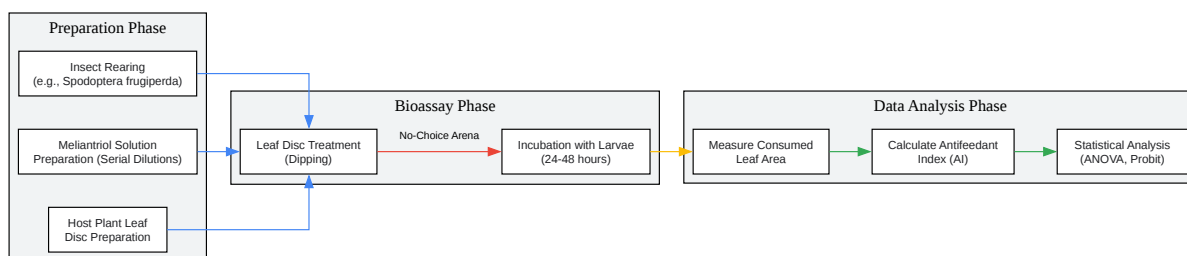 Preparation Phase
Insect Rearing
(e.g., Spodoptera frugiperda)
Meliantriol Solution
Preparation (Serial Dilutions)
Host Plant Leaf
Disc Preparation
Bioassay Phase
Leaf Disc Treatment
(Dipping)
No-Choice Arena
Incubation with Larvae
(24-48 hours)
Data Analysis Phase
Measure Consumed
Leaf Area
Calculate Antifeedant
Index (AI)
Statistical Analysis
(ANOVA, Probit)